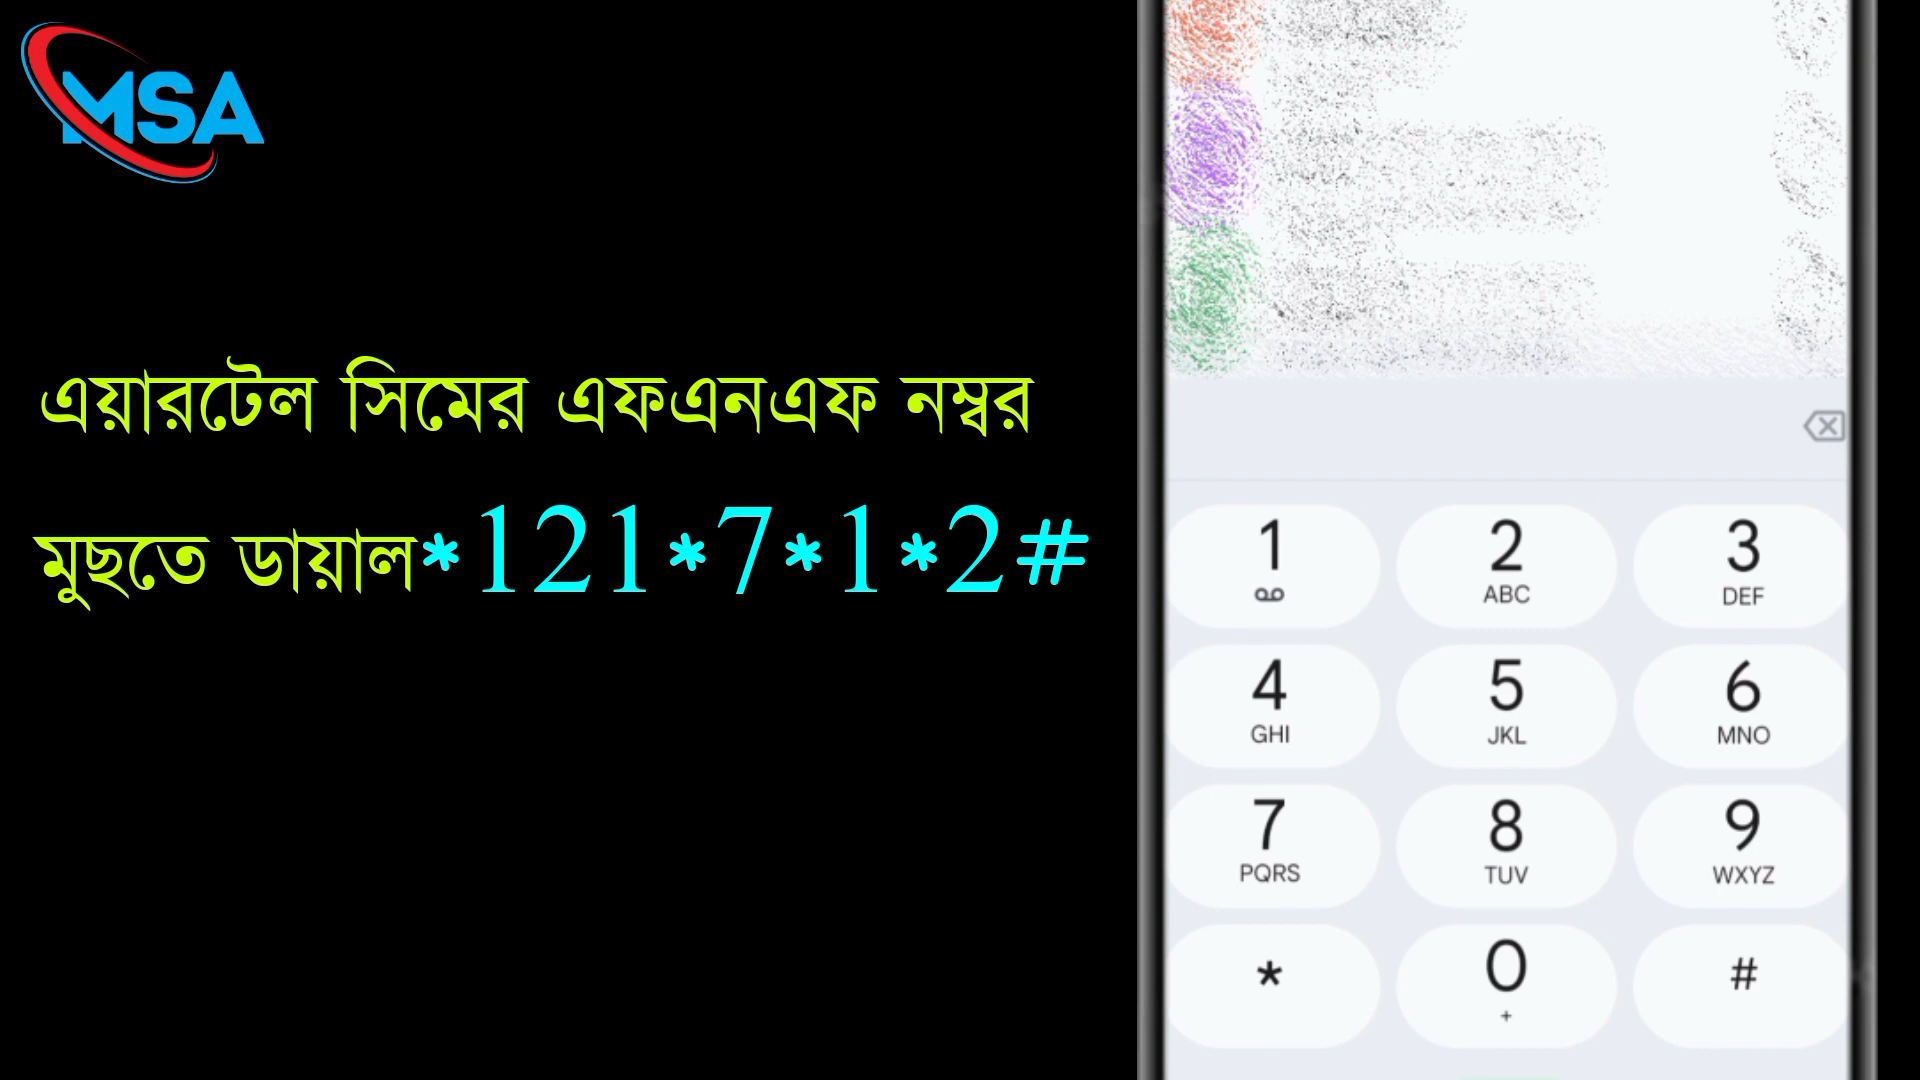 MSA
এয়ারটেল সিমের এফএনএফ নম্বর
মুছতে ডায়াল*121*7*1*2#
1
2 ABC
3 DEF
4 GHI
5 JKL
6 MNO
7 PQRS
8 TUV
9 WXYZ
*
0 +
#